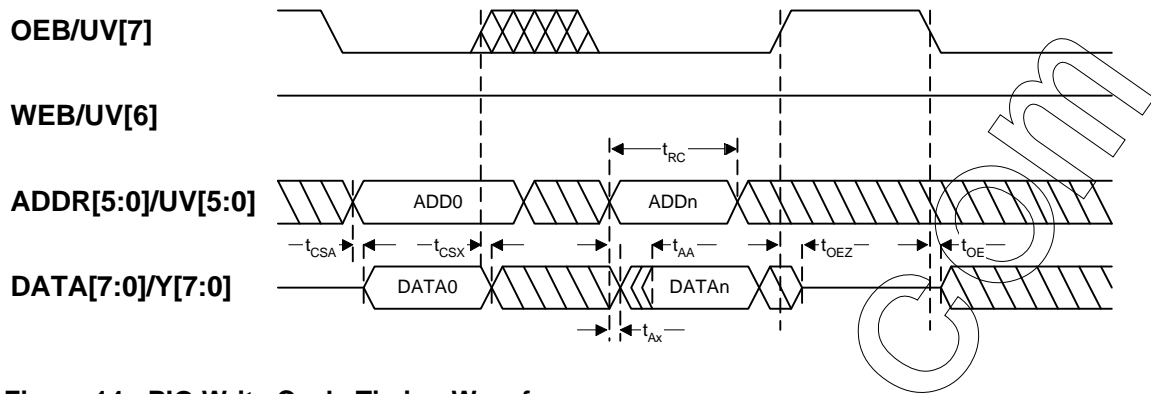 OEB/UV[7]
WEB/UV[6]
tRC
ADDR[5:0]/UV[5:0]
ADD0
ADDn
tCSA
tCSX
tAA
tOEZ
tOE
DATA[7:0]/Y[7:0]
DATA0
DATAn
tAx
com